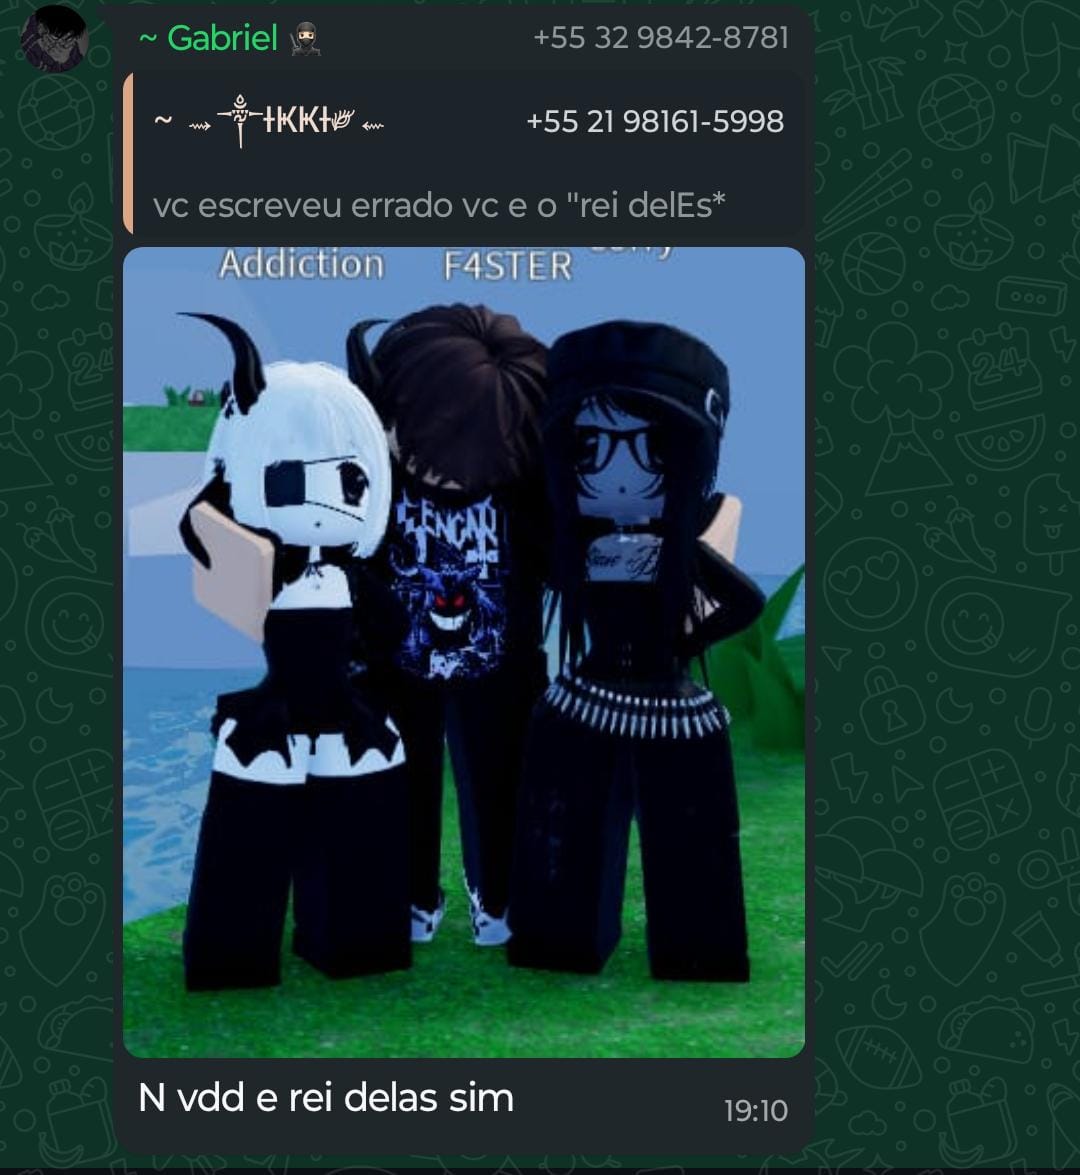 ~ Gabriel 🥷🏻 +55 32 9842-8781
~ +55 21 98161-5998
vc escreveu errado vc e o "rei delEs*
Addiction F4STER
N vdd e rei delas sim
19:10